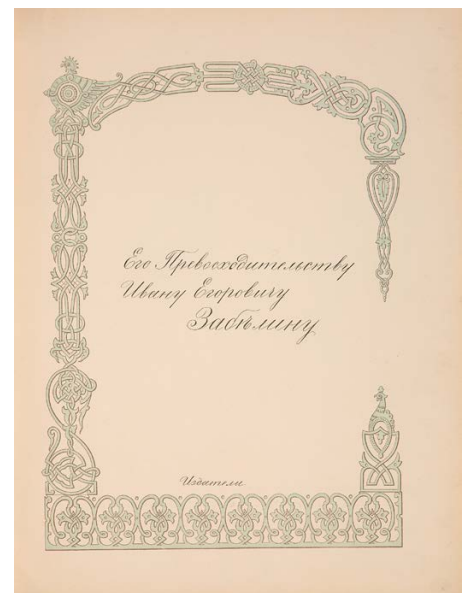 Его Превосходительству
Ивану Егоровичу
Забѣлину
Издатели